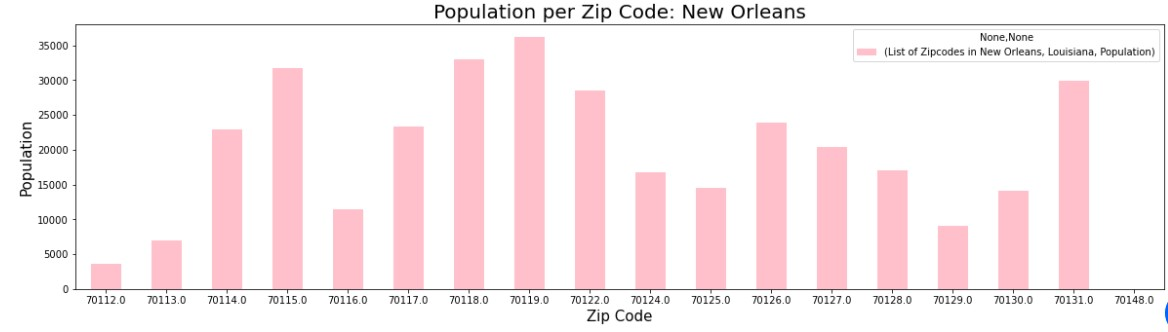 Population per Zip Code: New Orleans
None,None
(List of Zipcodes in New Orleans, Louisiana, Population)
Population
35000
30000
25000
20000
15000
10000
5000
0
70112.0 70113.0 70114.0 70115.0 70116.0 70117.0 70118.0 70119.0 70122.0 70124.0 70125.0 70126.0 70127.0 70128.0 70129.0 70130.0 70131.0 70148.0
Zip Code